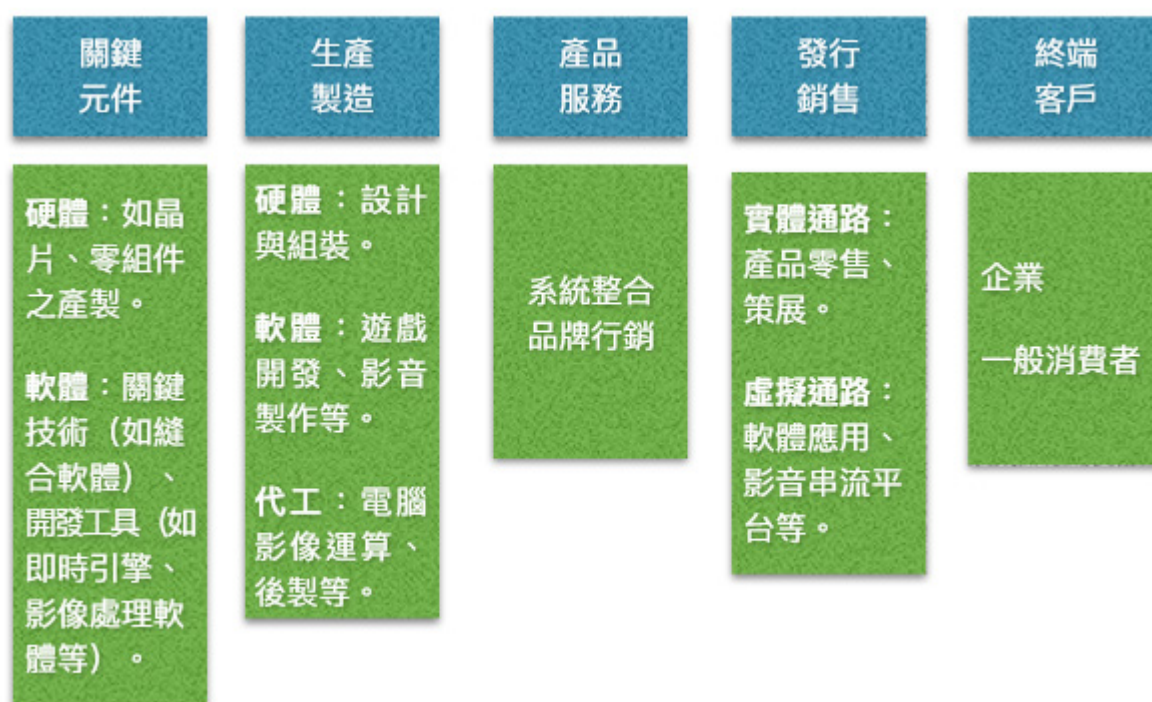 關鍵
元件
生產
製造
產品
服務
發行
銷售
終端
客戶
硬體：如晶
片、零組件
之產製。
軟體：關鍵
技術（如縫
合軟體）、
開發工具（如
即時引擎、
影像處理軟
體等）。
硬體：設計
與組裝。
軟體：遊戲
開發、影音
製作等。
代工：電腦
影像運算、
後製等。
系統整合
品牌行銷
實體通路：
產品零售、
策展。
虛擬通路：
軟體應用、
影音串流平
台等。
企業
一般消費者